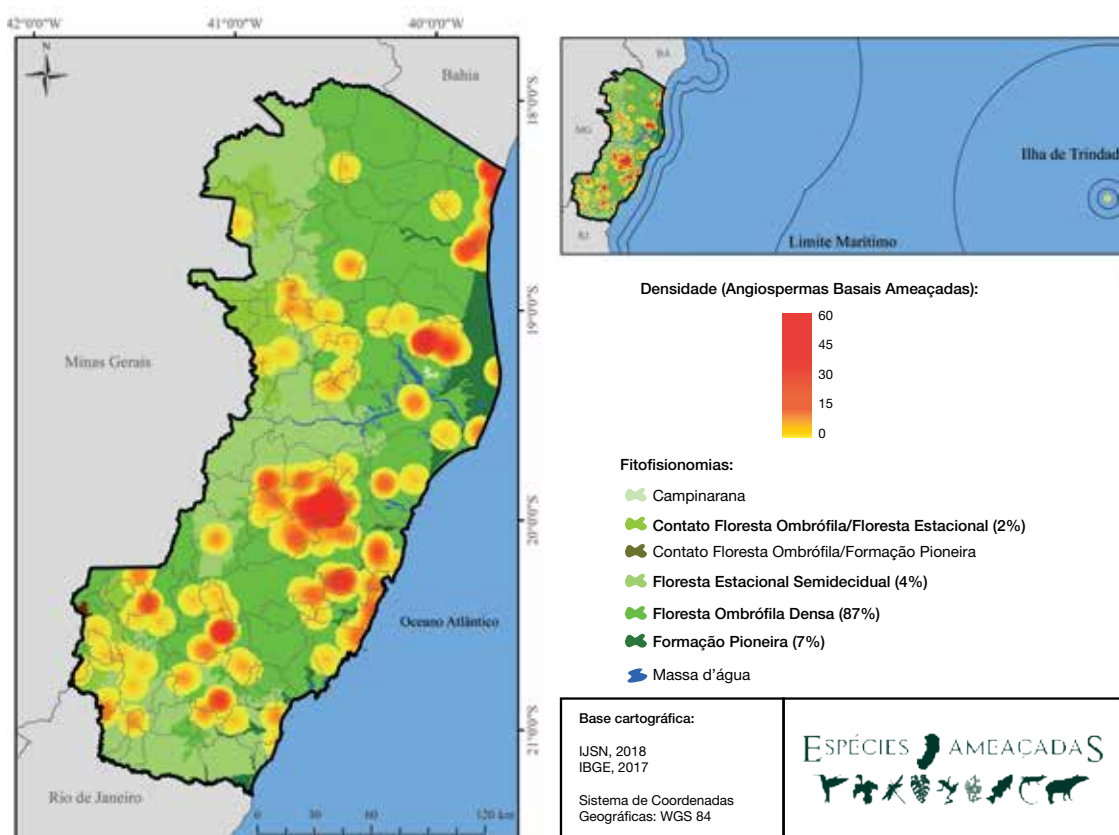 42°0'0"W
41°0'0"W
40°0'0"W
N
Bahia
18°0'0"S
19°0'0"S
Minas Gerais
20°0'0"S
Oceano Atlântico
21°0'0"S
Rio de Janeiro
0 30 60 120 km
BA
MG
RJ
Ilha de Trindad
Limite Marítimo
Densidade (Angiospermas Basais Ameaçadas):
60
45
30
15
0
Fitofisionomias:
Campinarana
Contato Floresta Ombrófila/Floresta Estacional (2%)
Contato Floresta Ombrófila/Formação Pioneira
Floresta Estacional Semidecidual (4%)
Floresta Ombrófila Densa (87%)
Formação Pioneira (7%)
Massa d'água
Base cartográfica:
IJSN, 2018
IBGE, 2017
Sistema de Coordenadas
Geográficas: WGS 84
ESPÉCIES AMEAÇADAS